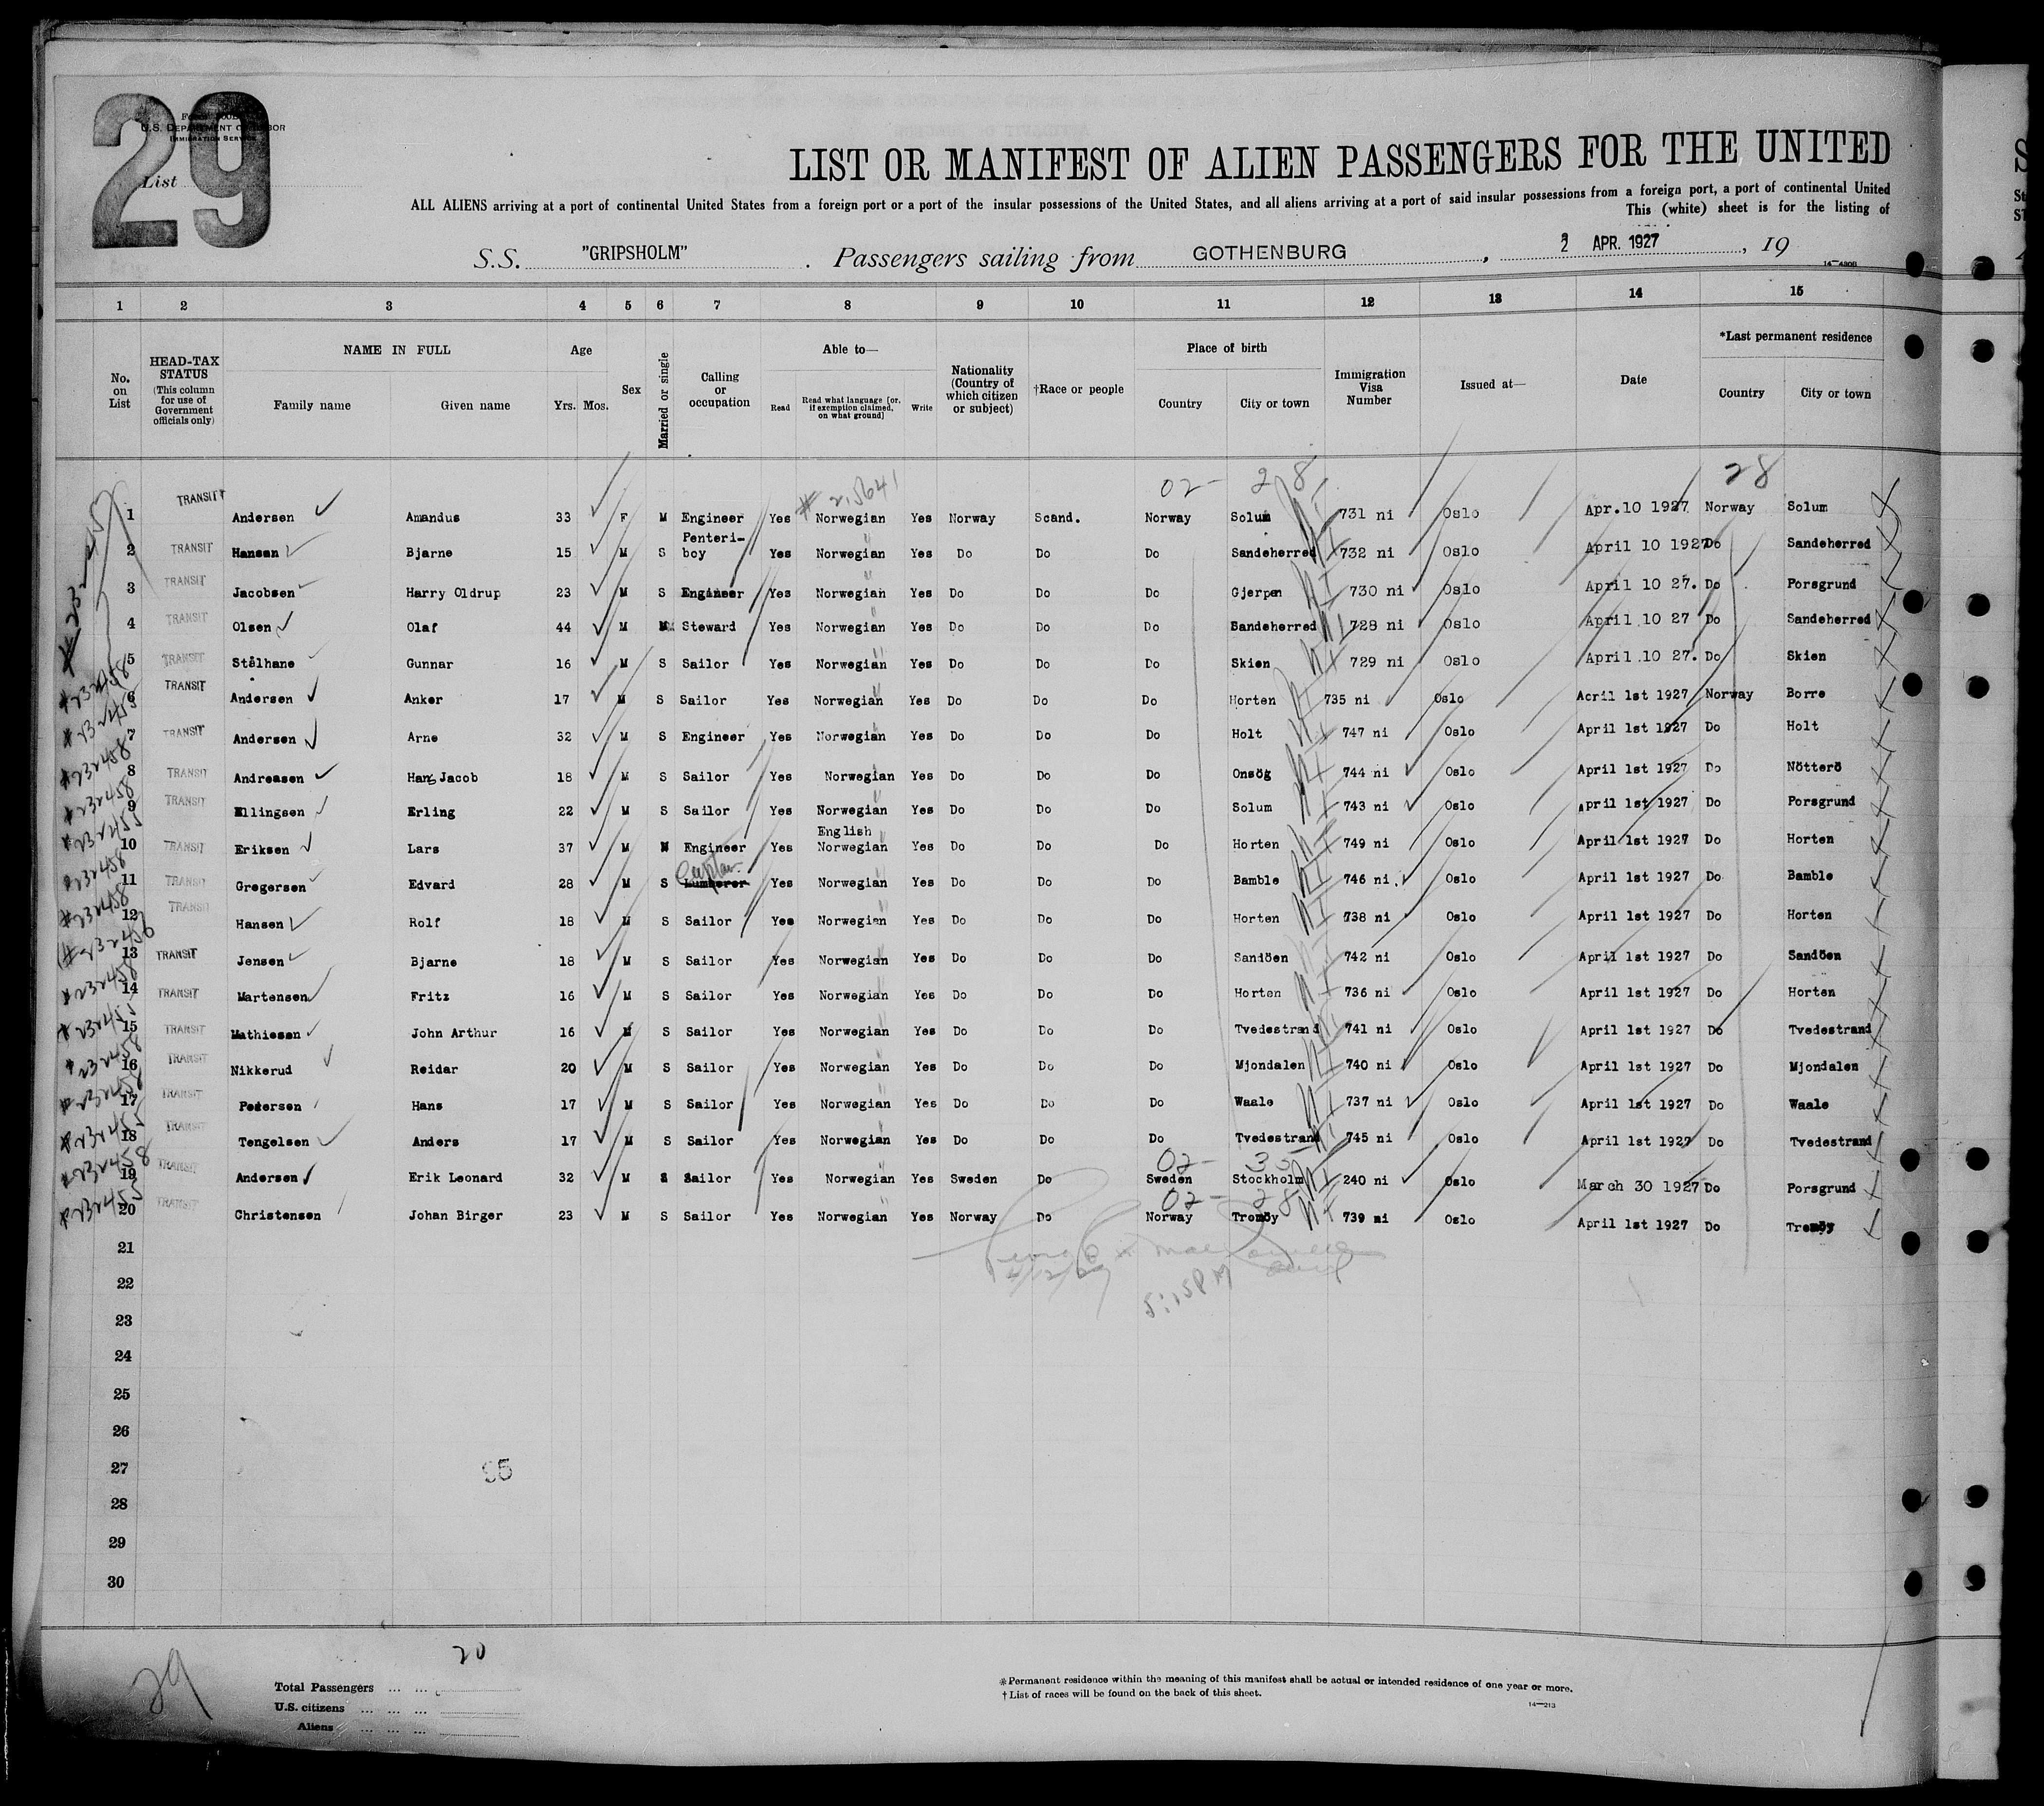 29
U.S. DEPARTMENT OF LABOR
IMMIGRATION SERVICE
List
LIST OR MANIFEST OF ALIEN PASSENGERS FOR THE UNITED
ALL ALIENS arriving at a port of continental United States from a foreign port or a port of the insular possessions of the United States, and all aliens arriving at a port of said insular possessions from a foreign port, a port of continental United
This (white) sheet is for the listing of
S.S. "GRIPSHOLM" . Passengers sailing from GOTHENBURG , 2 APR. 1927 , 19
1 2 3 4 5 6 7 8 9 10 11 12 13 14 15
No. on List HEAD-TAX STATUS (This column for use of Government officials only) NAME IN FULL Family name Given name Age Yrs. Mos. Sex Married or single Calling or occupation Able to— Read Read what language [or, if exemption claimed, on what ground] Write Nationality (Country of which citizen or subject) †Race or people Place of birth Country City or town Immigration Visa Number Issued at— Date *Last permanent residence Country City or town
02- 28 28
# 2,5641
1 TRANSIT Andersen Amandus 33 F M Engineer Yes Norwegian Yes Norway Scand. Norway Solum 731 ni Oslo Apr.10 1927 Norway Solum
2 TRANSIT Hansen Bjarne 15 M S Penteri-boy Yes Norwegian Yes Do Do Do Sandeherred 732 ni Oslo April 10 1927 Do Sandeherred
3 TRANSIT Jacobsen Harry Oldrup 23 M S Engineer Yes Norwegian Yes Do Do Do Gjerpen 730 ni Oslo April 10 27. Do Porsgrund
4 TRANSIT Olsen Olaf 44 M M Steward Yes Norwegian Yes Do Do Do Sandeherred 728 ni Oslo April 10 27 Do Sandeherred
5 TRANSIT Stålhane Gunnar 16 M S Sailor Yes Norwegian Yes Do Do Do Skien 729 ni Oslo April.10 27. Do Skien
6 TRANSIT Andersen Anker 17 M S Sailor Yes Norwegian Yes Do Do Do Horten 735 ni Oslo Acril 1st 1927 Norway Borre
7 TRANSIT Andersen Arne 32 M S Engineer Yes Norwegian Yes Do Do Do Holt 747 ni Oslo April 1st 1927 Do Holt
8 TRANSIT Andreasen Hans Jacob 18 M S Sailor Yes Norwegian Yes Do Do Do Onsög 744 ni Oslo April 1st 1927 Do Nötterö
9 TRANSIT Ellingsen Erling 22 M S Sailor Yes Norwegian Yes Do Do Do Solum 743 ni Oslo April 1st 1927 Do Porsgrund
10 TRANSIT Eriksen Lars 37 M M Engineer Yes English Norwegian Yes Do Do Do Horten 749 ni Oslo April 1st 1927 Do Horten
11 TRANSIT Gregersen Edvard 28 M S Lumberer Yes Norwegian Yes Do Do Do Bamble 746 ni. Oslo April 1st 1927 Do Bamble
12 TRANSIT Hansen Rolf 18 M S Sailor Yes Norwegian Yes Do Do Do Horten 738 ni Oslo April 1st 1927 Do Horten
13 TRANSIT Jensen Bjarne 18 M S Sailor Yes Norwegian Yes Do Do Do Sandöen 742 ni Oslo April 1st 1927 Do Sandöen
14 TRANSIT Martensen Fritz 16 M S Sailor Yes Norwegian Yes Do Do Do Horten 736 ni Oslo April 1st 1927 Do Horten
15 TRANSIT Mathiesen John Arthur 16 M S Sailor Yes Norwegian Yes Do Do Do Tvedestrand 741 ni Oslo April 1st 1927 Do Tvedestrand
16 TRANSIT Nikkerud Reidar 20 M S Sailor Yes Norwegian Yes Do Do Do Mjondalen 740 ni Oslo April 1st 1927 Do Mjondalen
17 TRANSIT Pedersen Hans 17 M S Sailor Yes Norwegian Yes Do Do Do Waale 737 ni Oslo April 1st 1927 Do Waale
18 TRANSIT Tengelsen Anders 17 M S Sailor Yes Norwegian Yes Do Do Do Tvedestrand 745 ni Oslo April 1st 1927 Do Tvedestrand
02- 35
19 TRANSIT Andersen Erik Leonard 32 M S Sailor Yes Norwegian Yes Sweden Do Sweden Stockholm 240 ni Oslo March 30 1927 Do Porsgrund
02- 28
20 TRANSIT Christensen Johan Birger 23 M S Sailor Yes Norwegian Yes Norway Do Norway Tromöy 739 ni Oslo April 1st 1927 Do Tromöy
21
4/12/27 5:15PM
22
23
24
25
26
27
95
28
29
30
29
20
Total Passengers ... ...
U.S. citizens ... ... ...
Aliens ... ... ...
*Permanent residence within the meaning of this manifest shall be actual or intended residence of one year or more.
†List of races will be found on the back of this sheet.
14—213